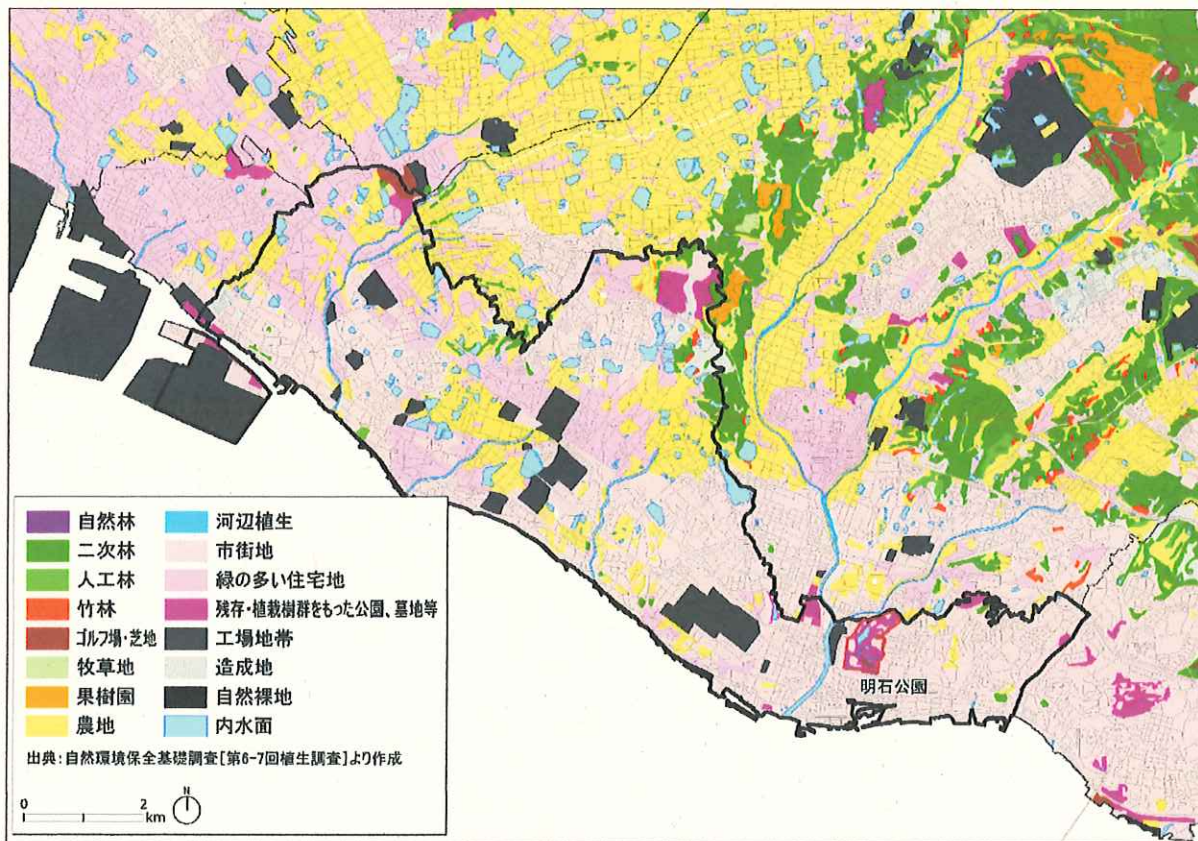 明石公園
自然林
二次林
人工林
竹林
ゴルフ場・芝地
牧草地
果樹園
農地
河辺植生
市街地
緑の多い住宅地
残存・植栽樹群をもった公園、墓地等
工場地帯
造成地
自然裸地
内水面
出典:自然環境保全基礎調査[第6-7回植生調査]より作成
0 2
km
N